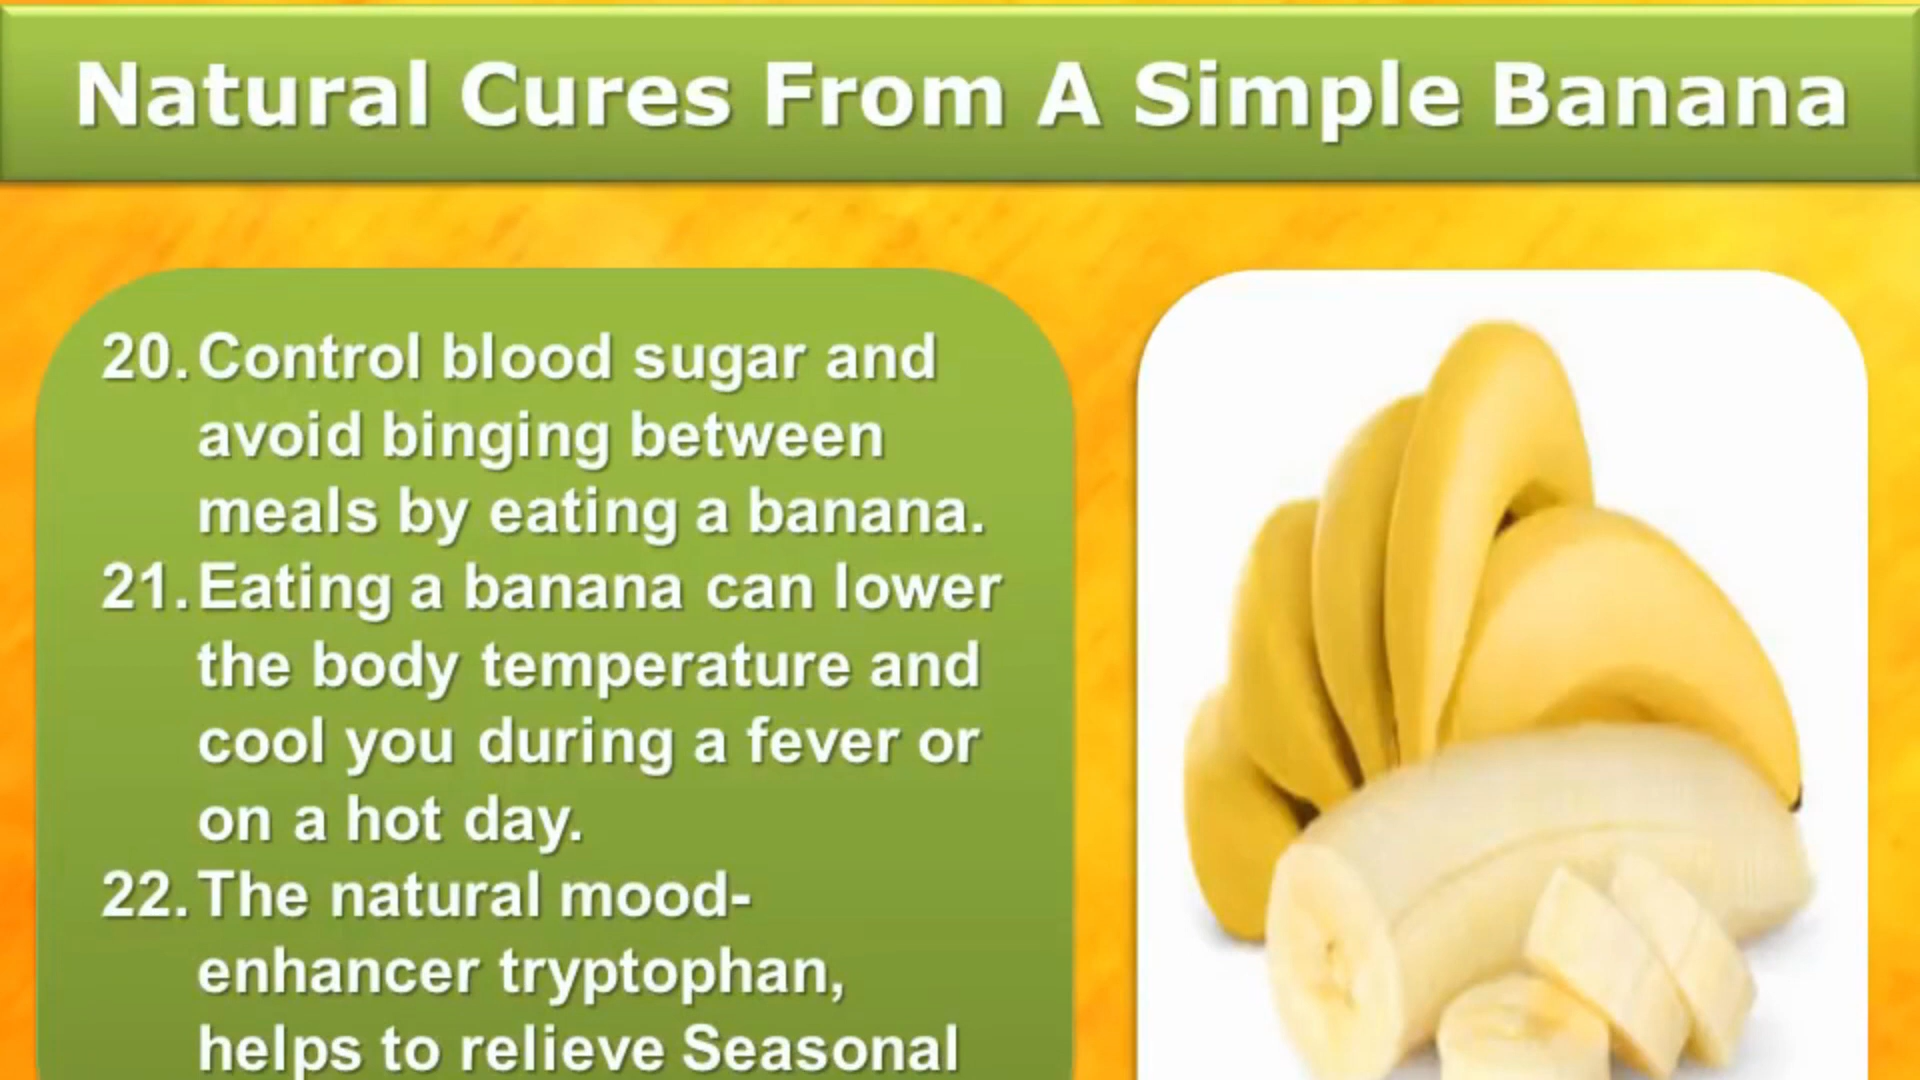 Natural Cures From A Simple Banana
20. Control blood sugar and
avoid binging between
meals by eating a banana.
21. Eating a banana can lower
the body temperature and
cool you during a fever or
on a hot day.
22. The natural mood-
enhancer tryptophan,
helps to relieve Seasonal